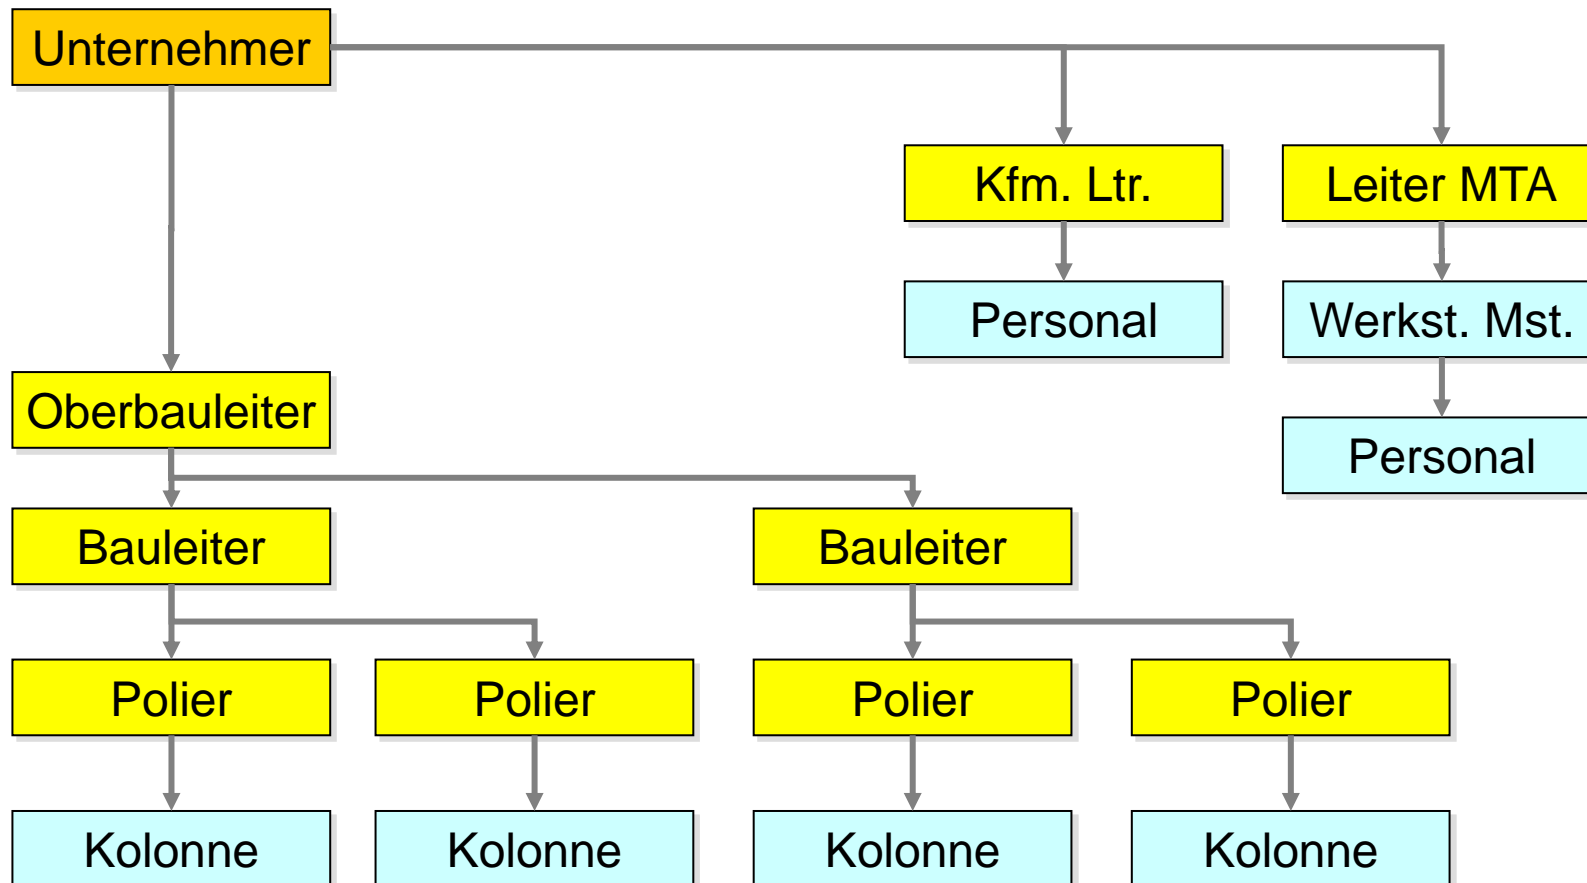 Unternehmer
Kfm. Ltr.
Leiter MTA
Personal
Werkst. Mst.
Oberbauleiter
Personal
Bauleiter
Bauleiter
Polier
Polier
Polier
Polier
Kolonne
Kolonne
Kolonne
Kolonne